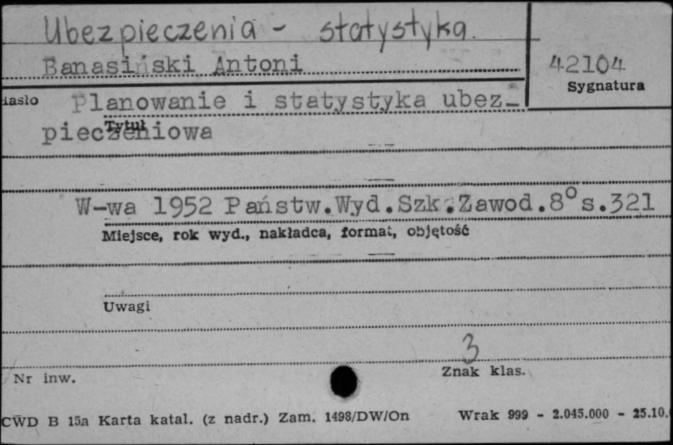 Ubezpieczenia - statystyka.
Banasiński Antoni
42104
Sygnatura
iasło Planowanie i statystyka ubez-
pieczeniowa
Tytuł
W-wa 1952 Państw.Wyd.Szk.Zawod.8° s.321
Miejsce, rok wyd., nakładca, format, objętość
Uwagi
3
Nr inw. Znak klas.
CWD B 15a Karta katal. (z nadr.) Zam. 1498/DW/On Wrak 999 - 2.045.000 - 25.10.